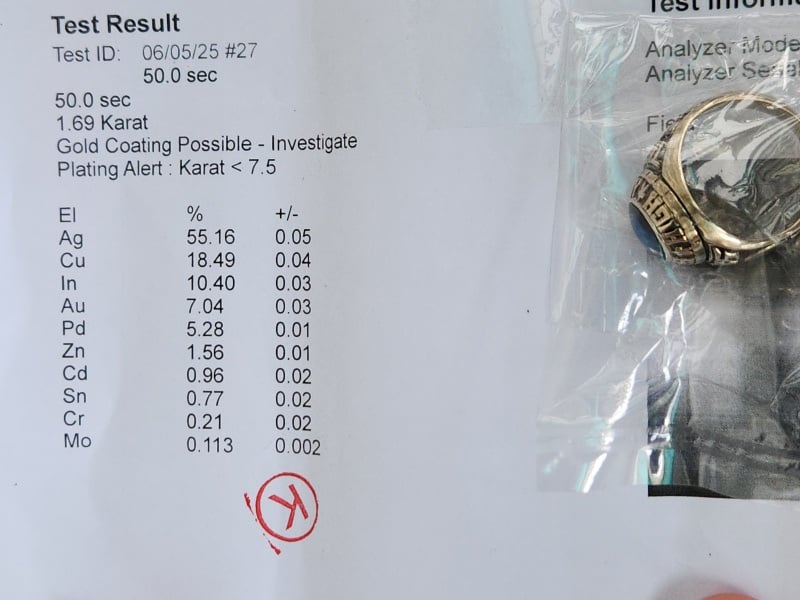 Test Result
Test ID: 06/05/25 #27
50.0 sec
50.0 sec
1.69 Karat
Gold Coating Possible - Investigate
Plating Alert : Karat < 7.5
El % +/-
Ag 55.16 0.05
Cu 18.49 0.04
In 10.40 0.03
Au 7.04 0.03
Pd 5.28 0.01
Zn 1.56 0.01
Cd 0.96 0.02
Sn 0.77 0.02
Cr 0.21 0.02
Mo 0.113 0.002
K
Test
Analyzer
Analyzer